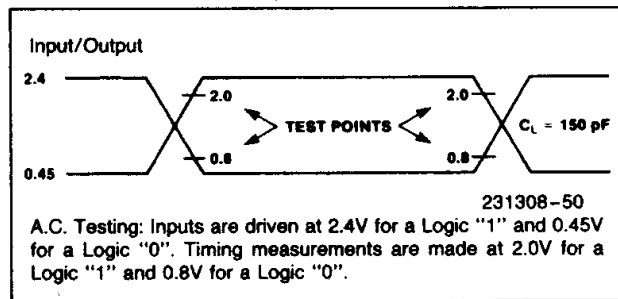 Input/Output
2.4
2.0
2.0
TEST POINTS
C_L = 150 pF
0.8
0.8
0.45
231308-50
A.C. Testing: Inputs are driven at 2.4V for a Logic "1" and 0.45V
for a Logic "0". Timing measurements are made at 2.0V for a
Logic "1" and 0.8V for a Logic "0".